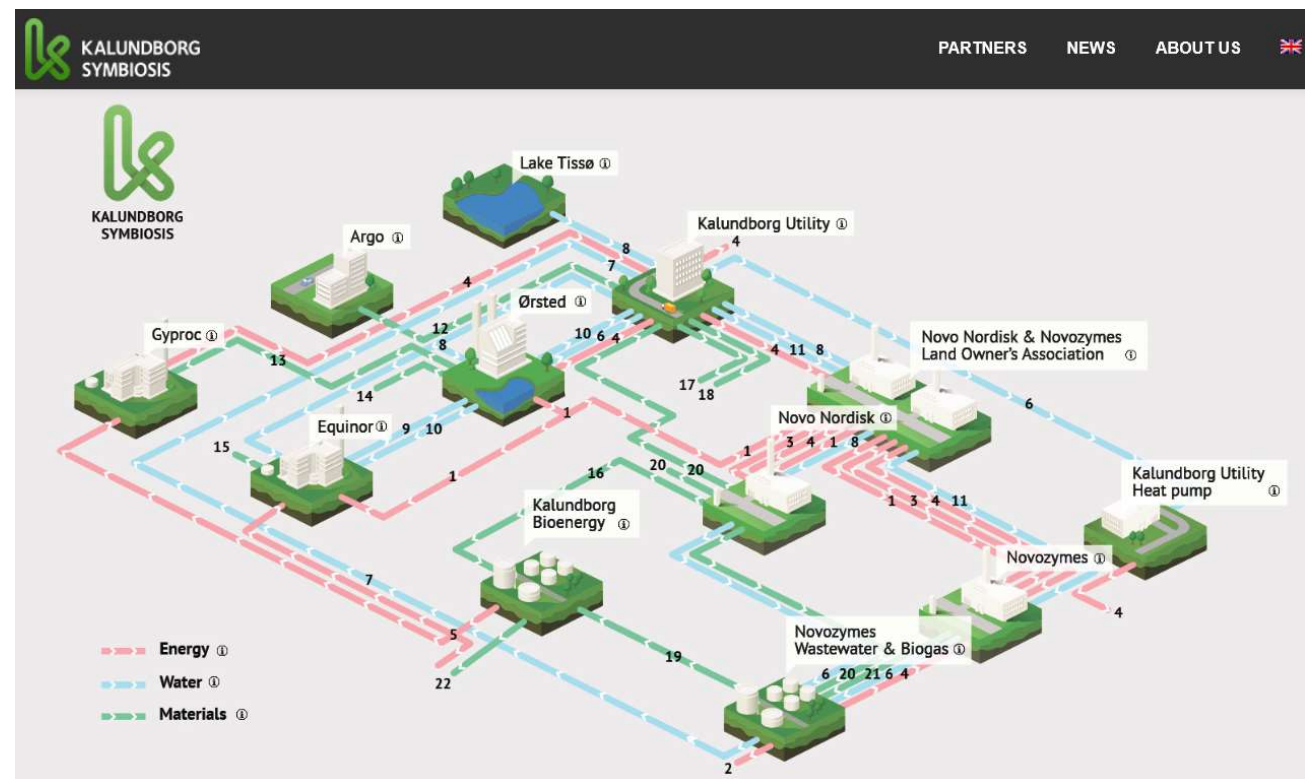 KALUNDBORG
SYMBIOSIS
PARTNERS NEWS ABOUT US
KALUNDBORG
SYMBIOSIS
Lake Tissø
Argo
Kalundborg Utility
4
8
7
4
Gyproc
Ørsted
12
8
10 6 4
13
14
4 11 8
Novo Nordisk & Novozymes
Land Owner's Association
17
18
6
Equinor
9 10
15
1
Novo Nordisk
1 3 4 1 8
1
16
20 20
Kalundborg
Bioenergy
1 3 4 11
Kalundborg Utility
Heat pump
Novozymes
4
7
5
22
19
Novozymes
Wastewater & Biogas
6 20 21 6 4
2
Energy
Water
Materials